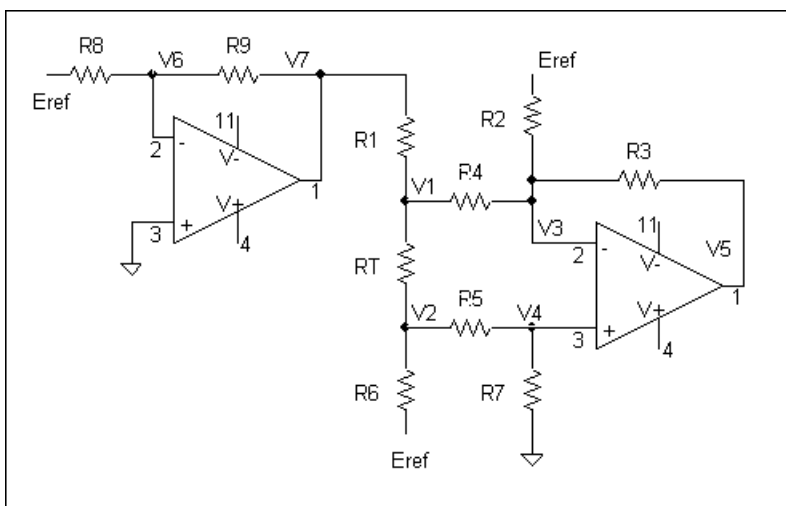 R8
V6
R9
V7
Eref
Eref
R2
R1
R3
11
2
-
V-
1
V+
3
+
4
V1
R4
V3
11
V5
2
-
V-
1
RT
V2
R5
V4
V+
3
+
4
R6
R7
Eref